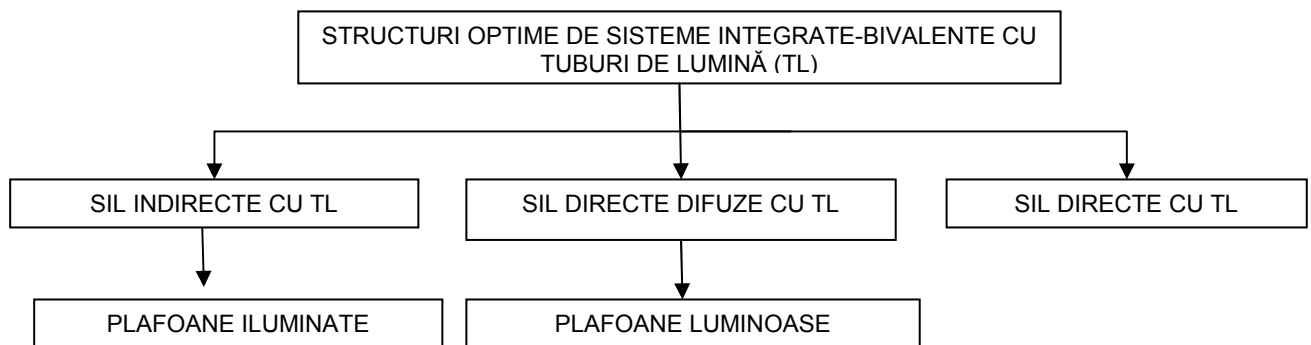 STRUCTURI OPTIME DE SISTEME INTEGRATE-BIVALENTE CU
TUBURI DE LUMINĂ (TL)
SIL INDIRECTE CU TL
SIL DIRECTE DIFUZE CU TL
SIL DIRECTE CU TL
PLAFOANE ILUMINATE
PLAFOANE LUMINOASE